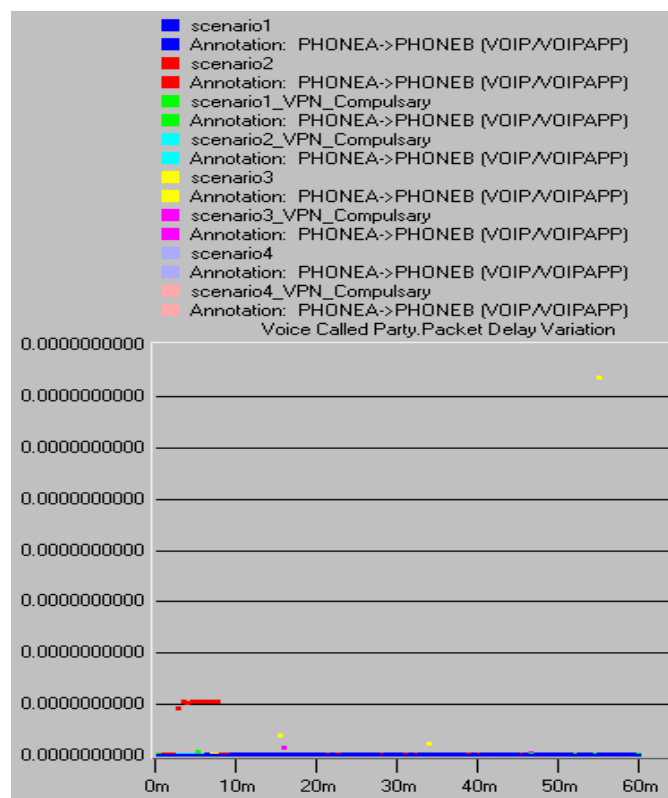 scenario1
Annotation: PHONEA->PHONEB (VOIP/VOIPAPP)
scenario2
Annotation: PHONEA->PHONEB (VOIP/VOIPAPP)
scenario1_VPN_Compulsary
Annotation: PHONEA->PHONEB (VOIP/VOIPAPP)
scenario2_VPN_Compulsary
Annotation: PHONEA->PHONEB (VOIP/VOIPAPP)
scenario3
Annotation: PHONEA->PHONEB (VOIP/VOIPAPP)
scenario3_VPN_Compulsary
Annotation: PHONEA->PHONEB (VOIP/VOIPAPP)
scenario4
Annotation: PHONEA->PHONEB (VOIP/VOIPAPP)
scenario4_VPN_Compulsary
Annotation: PHONEA->PHONEB (VOIP/VOIPAPP)
Voice Called Party.Packet Delay Variation
0.0000000000
0.0000000000
0.0000000000
0.0000000000
0.0000000000
0.0000000000
0.0000000000
0.0000000000
0.0000000000
0m 10m 20m 30m 40m 50m 60m